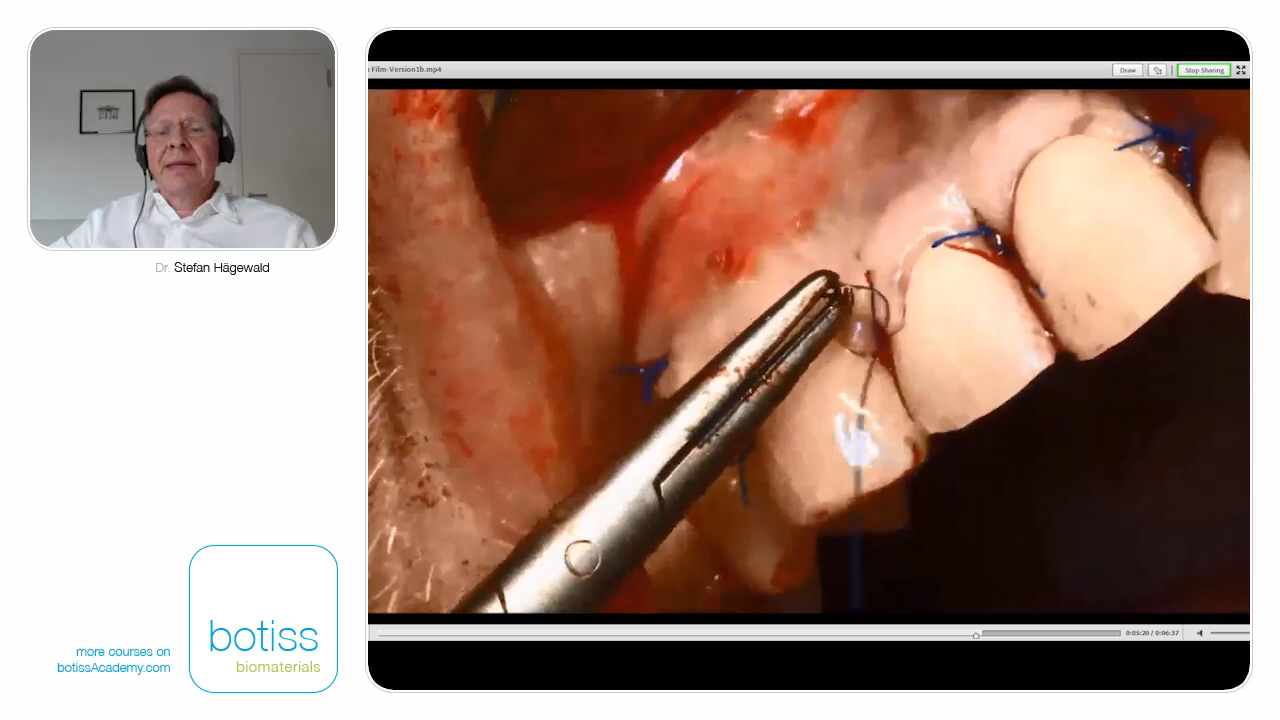 Film-Version1b.mp4
Draw
Stop Sharing
Dr. Stefan Hägewald
0:05:20 / 0:06:37
botiss
biomaterials
more courses on
botissAcademy.com